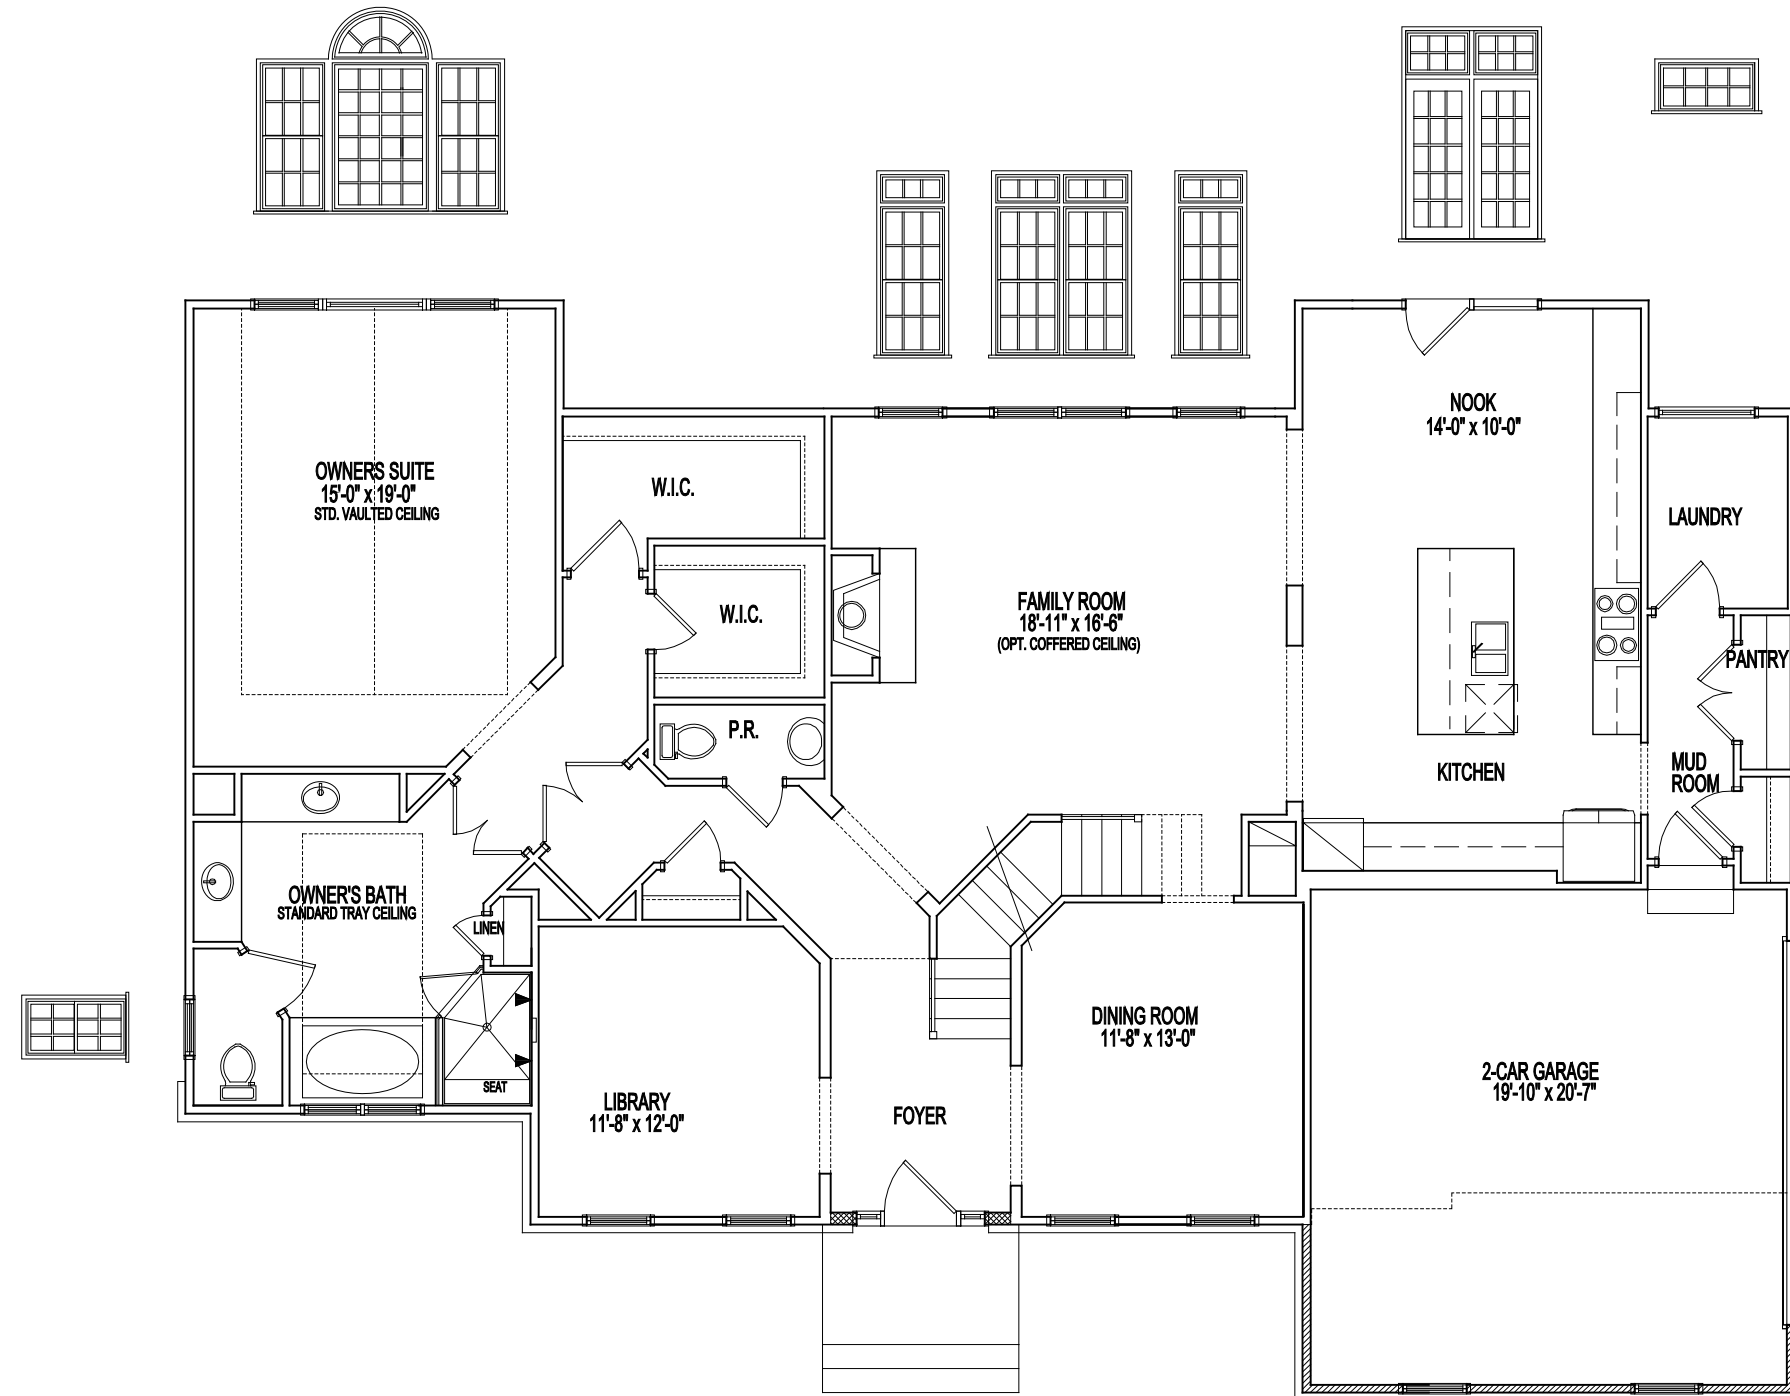 NOOK
14'-0" x 10'-0"
OWNER'S SUITE
15'-0" x 19'-0"
STD. VAULTED CEILING
W.I.C.
LAUNDRY
W.I.C.
FAMILY ROOM
18'-11" x 16'-6"
(OPT. COFFERED CEILING)
PANTRY
P.R.
KITCHEN
MUD
ROOM
OWNER'S BATH
STANDARD TRAY CEILING
LINEN
DINING ROOM
11'-8" x 13'-0"
SEAT
2-CAR GARAGE
19'-10" x 20'-7"
LIBRARY
11'-8" x 12'-0"
FOYER